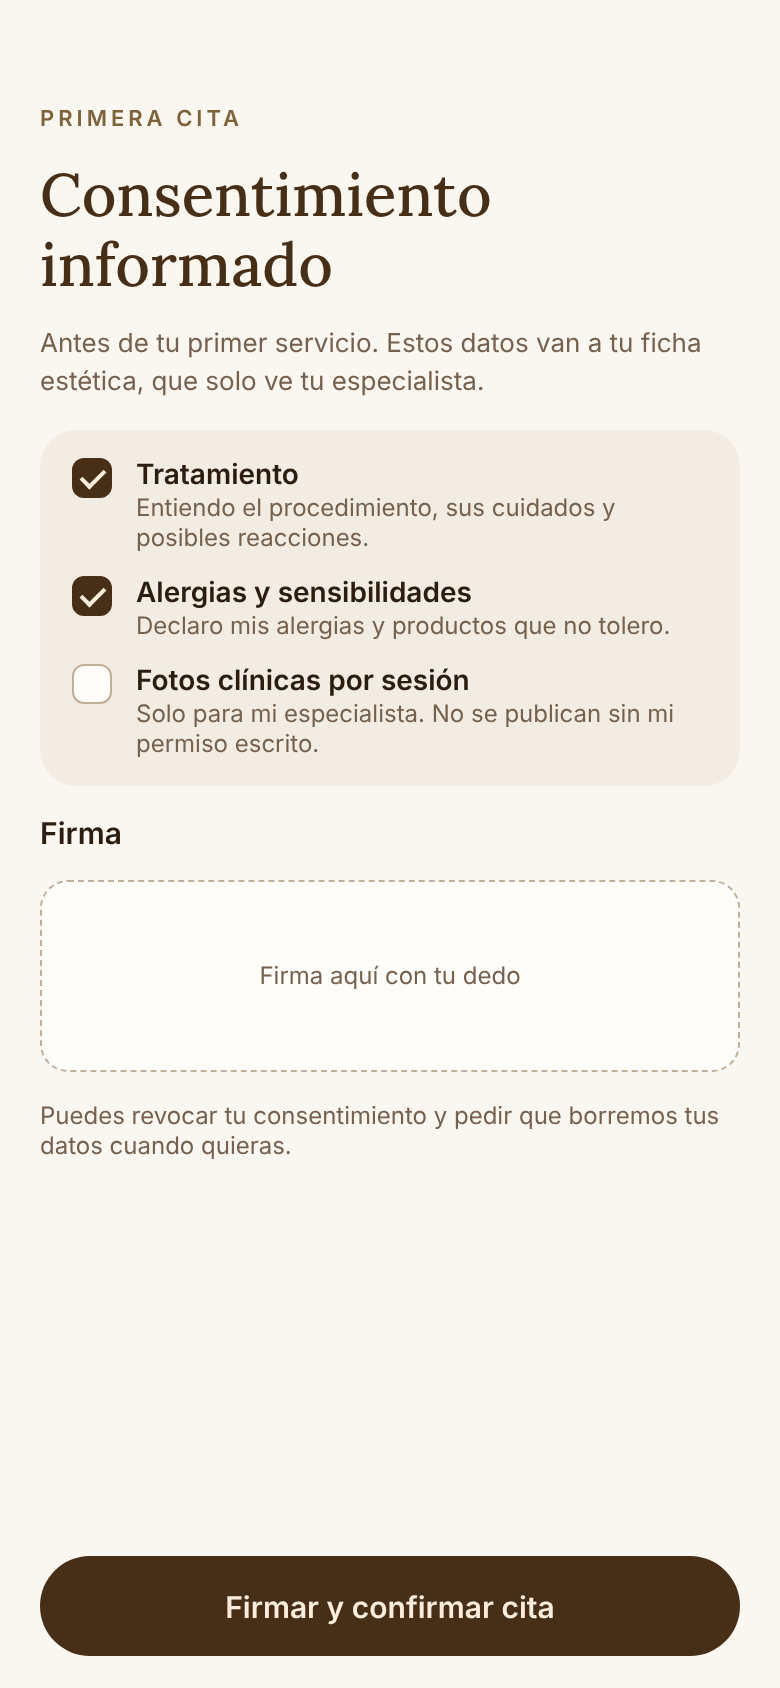 PRIMERA CITA
Consentimiento
informado
Antes de tu primer servicio. Estos datos van a tu ficha
estética, que solo ve tu especialista.
Tratamiento
Entiendo el procedimiento, sus cuidados y
posibles reacciones.
Alergias y sensibilidades
Declaro mis alergias y productos que no tolero.
Fotos clínicas por sesión
Solo para mi especialista. No se publican sin mi
permiso escrito.
Firma
Firma aquí con tu dedo
Puedes revocar tu consentimiento y pedir que borremos tus
datos cuando quieras.
Firmar y confirmar cita